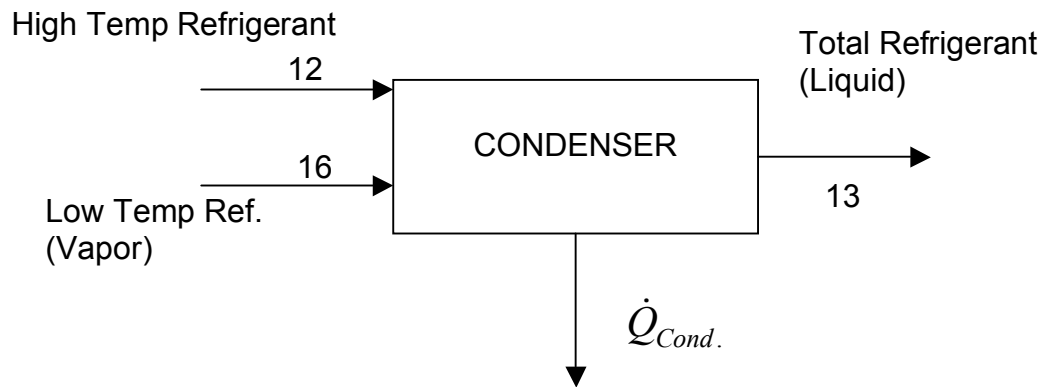 High Temp Refrigerant
12
Total Refrigerant
(Liquid)
CONDENSER
16
13
Low Temp Ref.
(Vapor)
Q̇Cond.